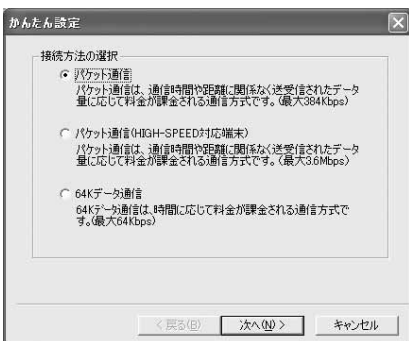 かんたん設定
接続方法の選択
パケット通信
パケット通信は、通信時間や距離に関係なく送受信されたデータ
量に応じて料金が課金される通信方式です。（最大384Kbps）
パケット通信(HIGH-SPEED対応端末)
パケット通信は、通信時間や距離に関係なく送受信されたデータ
量に応じて料金が課金される通信方式です。（最大3.6Mbps）
64Kデータ通信
64Kデータ通信は、時間に応じて料金が課金される通信方式で
す。(最大64Kbps)
< 戻る(B)
次へ(N) >
キャンセル